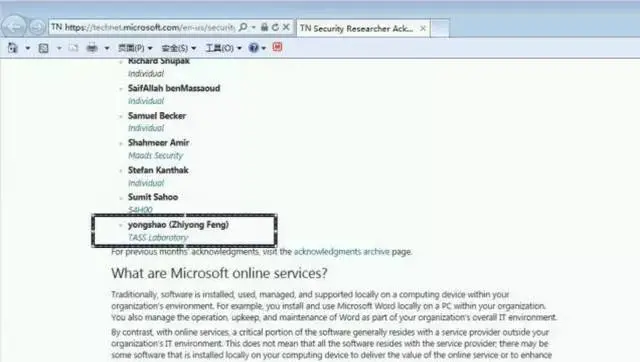 TN https://technet.microsoft.com/en-us/security
TN Security Researcher Ack...
页面(P) 安全(S) 工具(O)
Richard Shupak
Individual
SaifAllah benMassaoud
Individual
Samuel Becker
Individual
Shahmeer Amir
Maads Security
Stefan Kanthak
Individual
Sumit Sahoo
54H00
yongshao (Zhiyong Feng)
TASS Laboratory
For previous months' acknowledgments, visit the acknowledgments archive page.
What are Microsoft online services?
Traditionally, software is installed, used, managed, and supported locally on a computing device within your
organization's environment. For example, you install and use Microsoft Word locally on a PC within your organization.
You also manage the operation, upkeep, and maintenance of Word as part of your organization's overall IT environment.
By contrast, with online services, a critical portion of the software generally resides with a service provider outside your
organization's IT environment. This does not mean that all the software resides with the service provider; there may be
some software that is installed locally on your computing device to deliver the value of the online service or to enhance